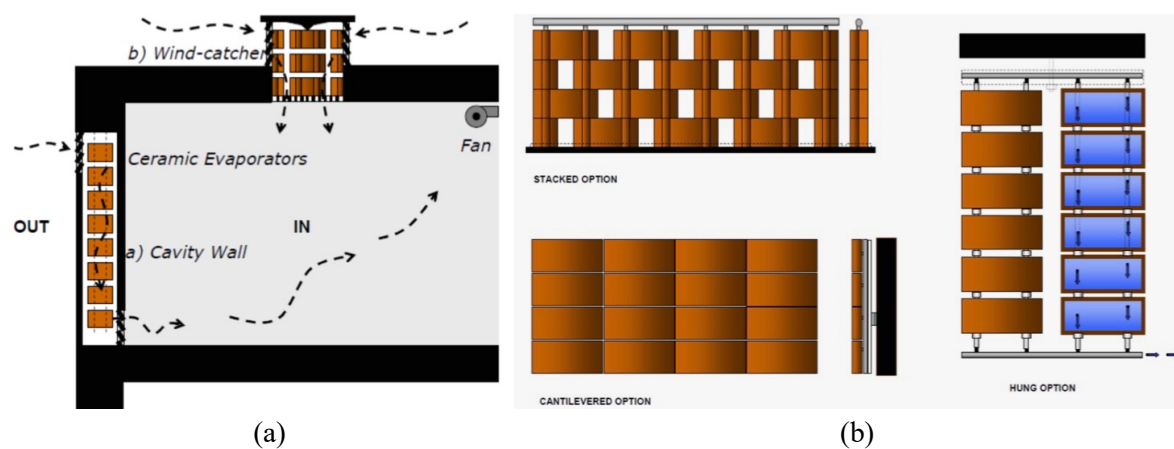 b) Wind-catcher
Ceramic Evaporators
Fan
OUT
IN
a) Cavity Wall
STACKED OPTION
CANTILEVERED OPTION
HUNG OPTION
(a)
(b)